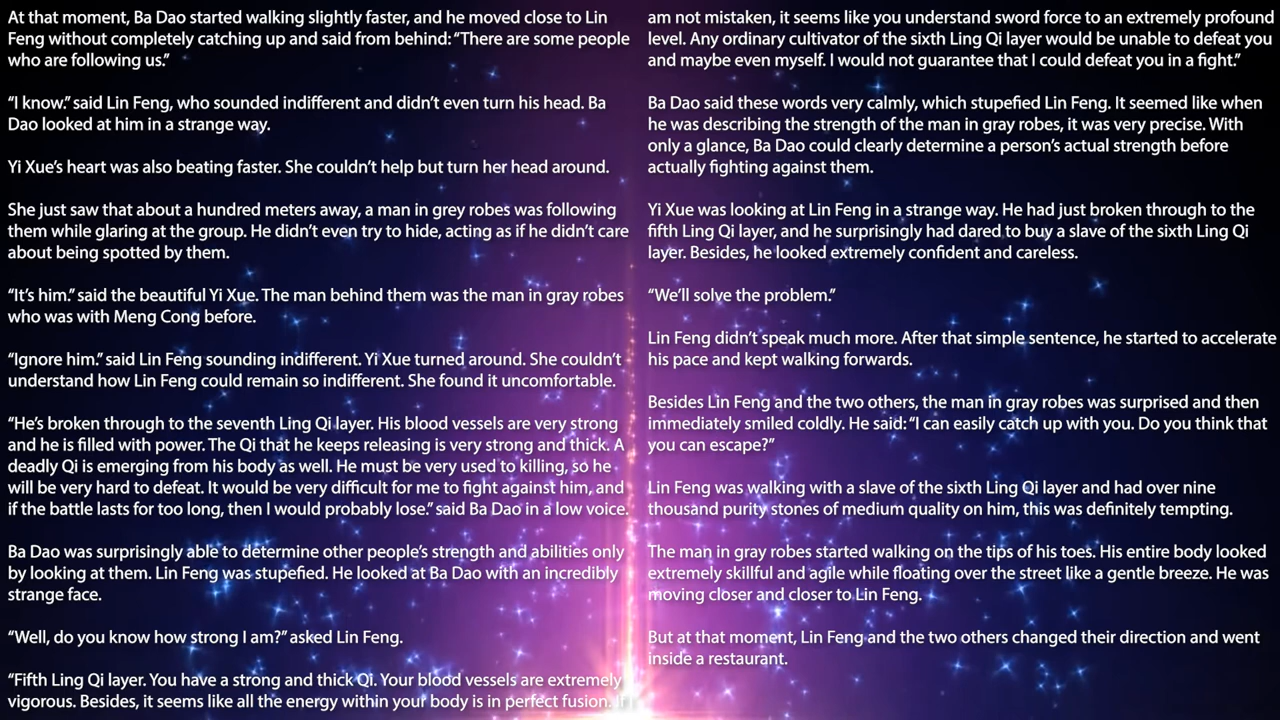 At that moment, Ba Dao started walking slightly faster, and he moved close to Lin
Feng without completely catching up and said from behind: “There are some people
who are following us.”
“I know.” said Lin Feng, who sounded indifferent and didn’t even turn his head. Ba
Dao looked at him in a strange way.
Yi Xue’s heart was also beating faster. She couldn’t help but turn her head around.
She just saw that about a hundred meters away, a man in grey robes was following
them while glaring at the group. He didn’t even try to hide, acting as if he didn’t care
about being spotted by them.
“It’s him.” said the beautiful Yi Xue. The man behind them was the man in gray robes
who was with Meng Cong before.
“Ignore him.” said Lin Feng sounding indifferent. Yi Xue turned around. She couldn’t
understand how Lin Feng could remain so indifferent. She found it uncomfortable.
“He’s broken through to the seventh Ling Qi layer. His blood vessels are very strong
and he is filled with power. The Qi that he keeps releasing is very strong and thick. A
deadly Qi is emerging from his body as well. He must be very used to killing, so he
will be very hard to defeat. It would be very difficult for me to fight against him, and
if the battle lasts for too long, then I would probably lose.” said Ba Dao in a low voice.
Ba Dao was surprisingly able to determine other people’s strength and abilities only
by looking at them. Lin Feng was stupefied. He looked at Ba Dao with an incredibly
strange face.
“Well, do you know how strong I am?” asked Lin Feng.
“Fifth Ling Qi layer. You have a strong and thick Qi. Your blood vessels are extremely
vigorous. Besides, it seems like all the energy within your body is in perfect fusion. If I
am not mistaken, it seems like you understand sword force to an extremely profound
level. Any ordinary cultivator of the sixth Ling Qi layer would be unable to defeat you
and maybe even myself. I would not guarantee that I could defeat you in a fight.”
Ba Dao said these words very calmly, which stupefied Lin Feng. It seemed like when
he was describing the strength of the man in gray robes, it was very precise. With
only a glance, Ba Dao could clearly determine a person’s actual strength before
actually fighting against them.
Yi Xue was looking at Lin Feng in a strange way. He had just broken through to the
fifth Ling Qi layer, and he surprisingly had dared to buy a slave of the sixth Ling Qi
layer. Besides, he looked extremely confident and careless.
“We’ll solve the problem.”
Lin Feng didn’t speak much more. After that simple sentence, he started to accelerate
his pace and kept walking forwards.
Besides Lin Feng and the two others, the man in gray robes was surprised and then
immediately smiled coldly. He said: “I can easily catch up with you. Do you think that
you can escape?”
Lin Feng was walking with a slave of the sixth Ling Qi layer and had over nine
thousand purity stones of medium quality on him, this was definitely tempting.
The man in gray robes started walking on the tips of his toes. His entire body looked
extremely skillful and agile while floating over the street like a gentle breeze. He was
moving closer and closer to Lin Feng.
But at that moment, Lin Feng and the two others changed their direction and went
inside a restaurant.